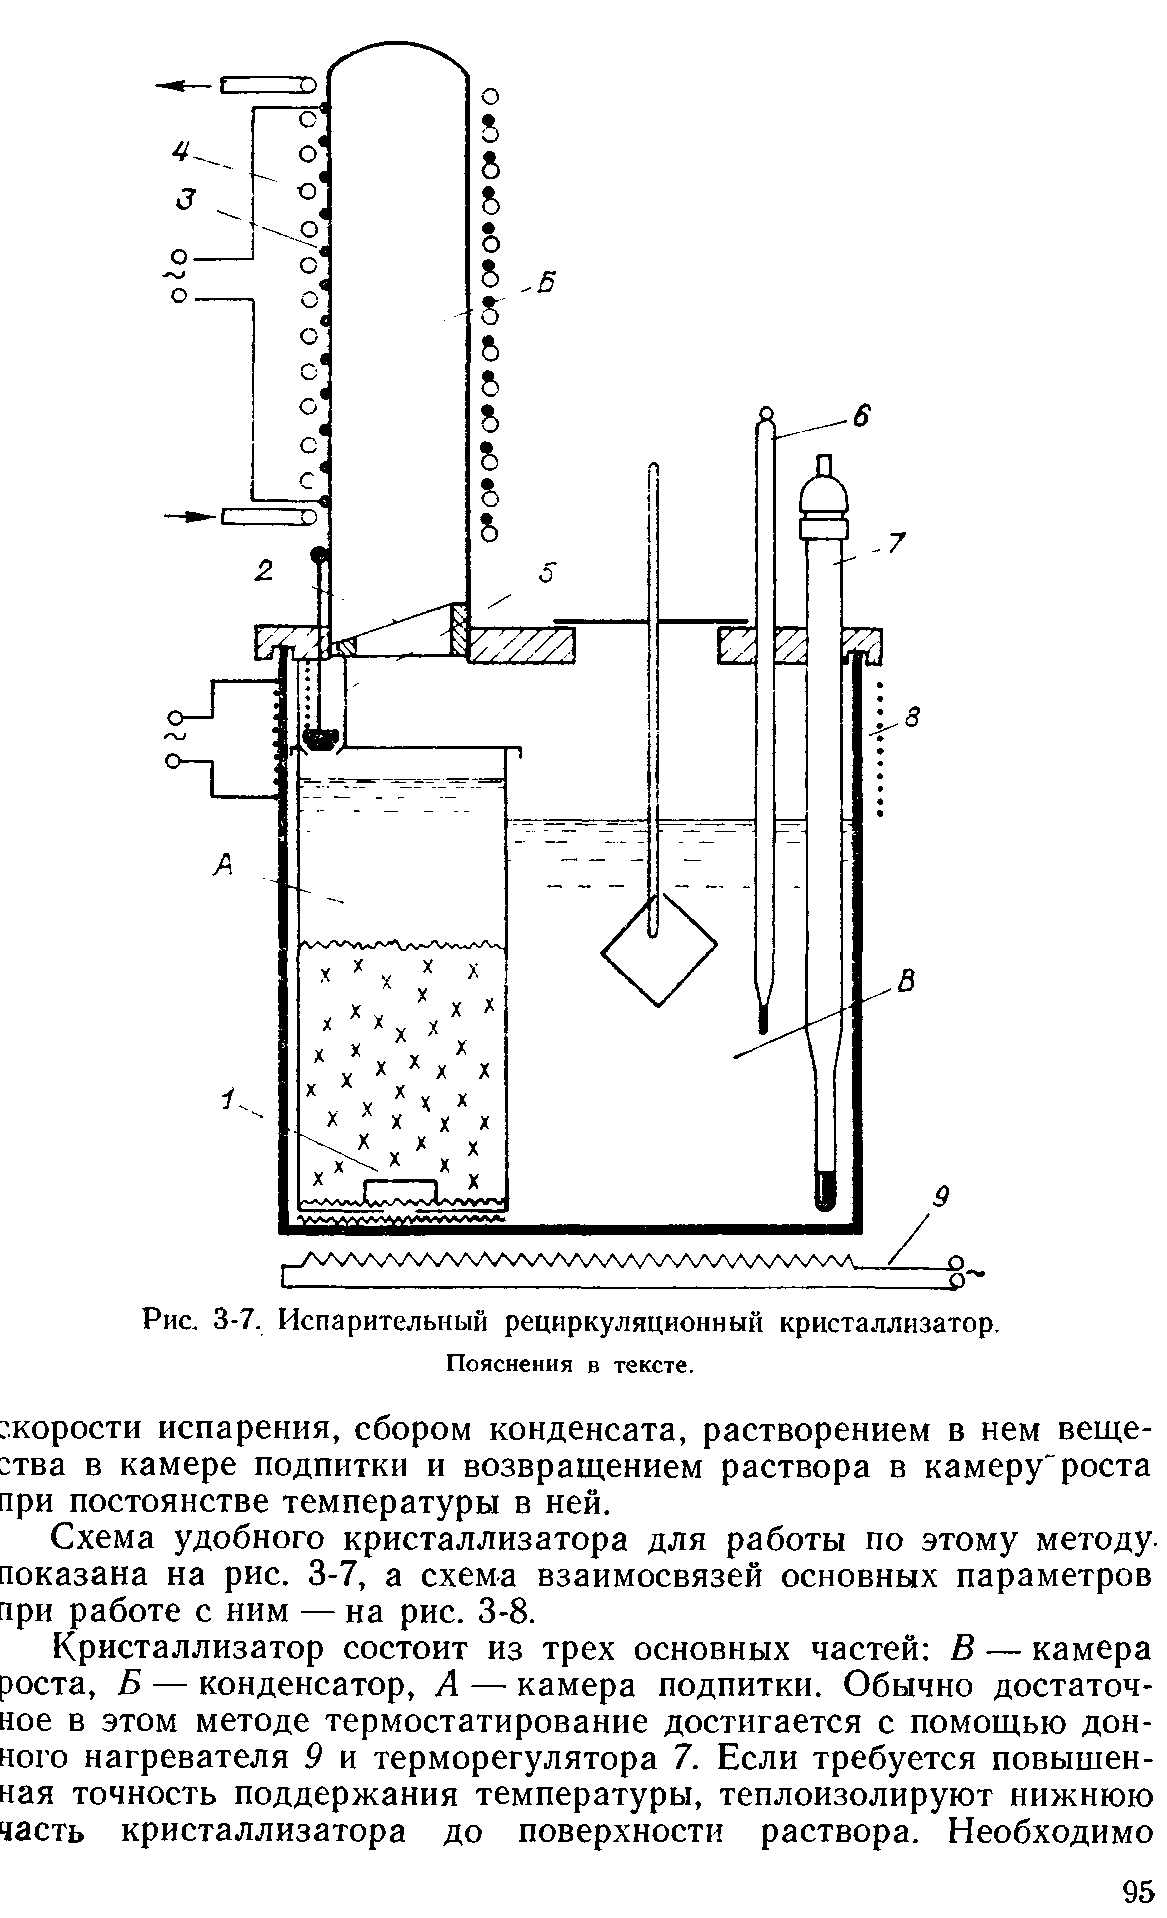 4
3
~
Б
6
7
2
5
~
8
А
В
1
9
~
Рис. 3-7. Испарительный рециркуляционный кристаллизатор.
Пояснения в тексте.
скорости испарения, сбором конденсата, растворением в нем веще-
ства в камере подпитки и возвращением раствора в камеру роста
при постоянстве температуры в ней.
Схема удобного кристаллизатора для работы по этому методу
показана на рис. 3-7, а схема взаимосвязей основных параметров
при работе с ним — на рис. 3-8.
Кристаллизатор состоит из трех основных частей: В — камера
роста, Б — конденсатор, А — камера подпитки. Обычно достаточ-
ное в этом методе термостатирование достигается с помощью дон-
ного нагревателя 9 и терморегулятора 7. Если требуется повышен-
ная точность поддержания температуры, теплоизолируют нижнюю
часть кристаллизатора до поверхности раствора. Необходимо
95